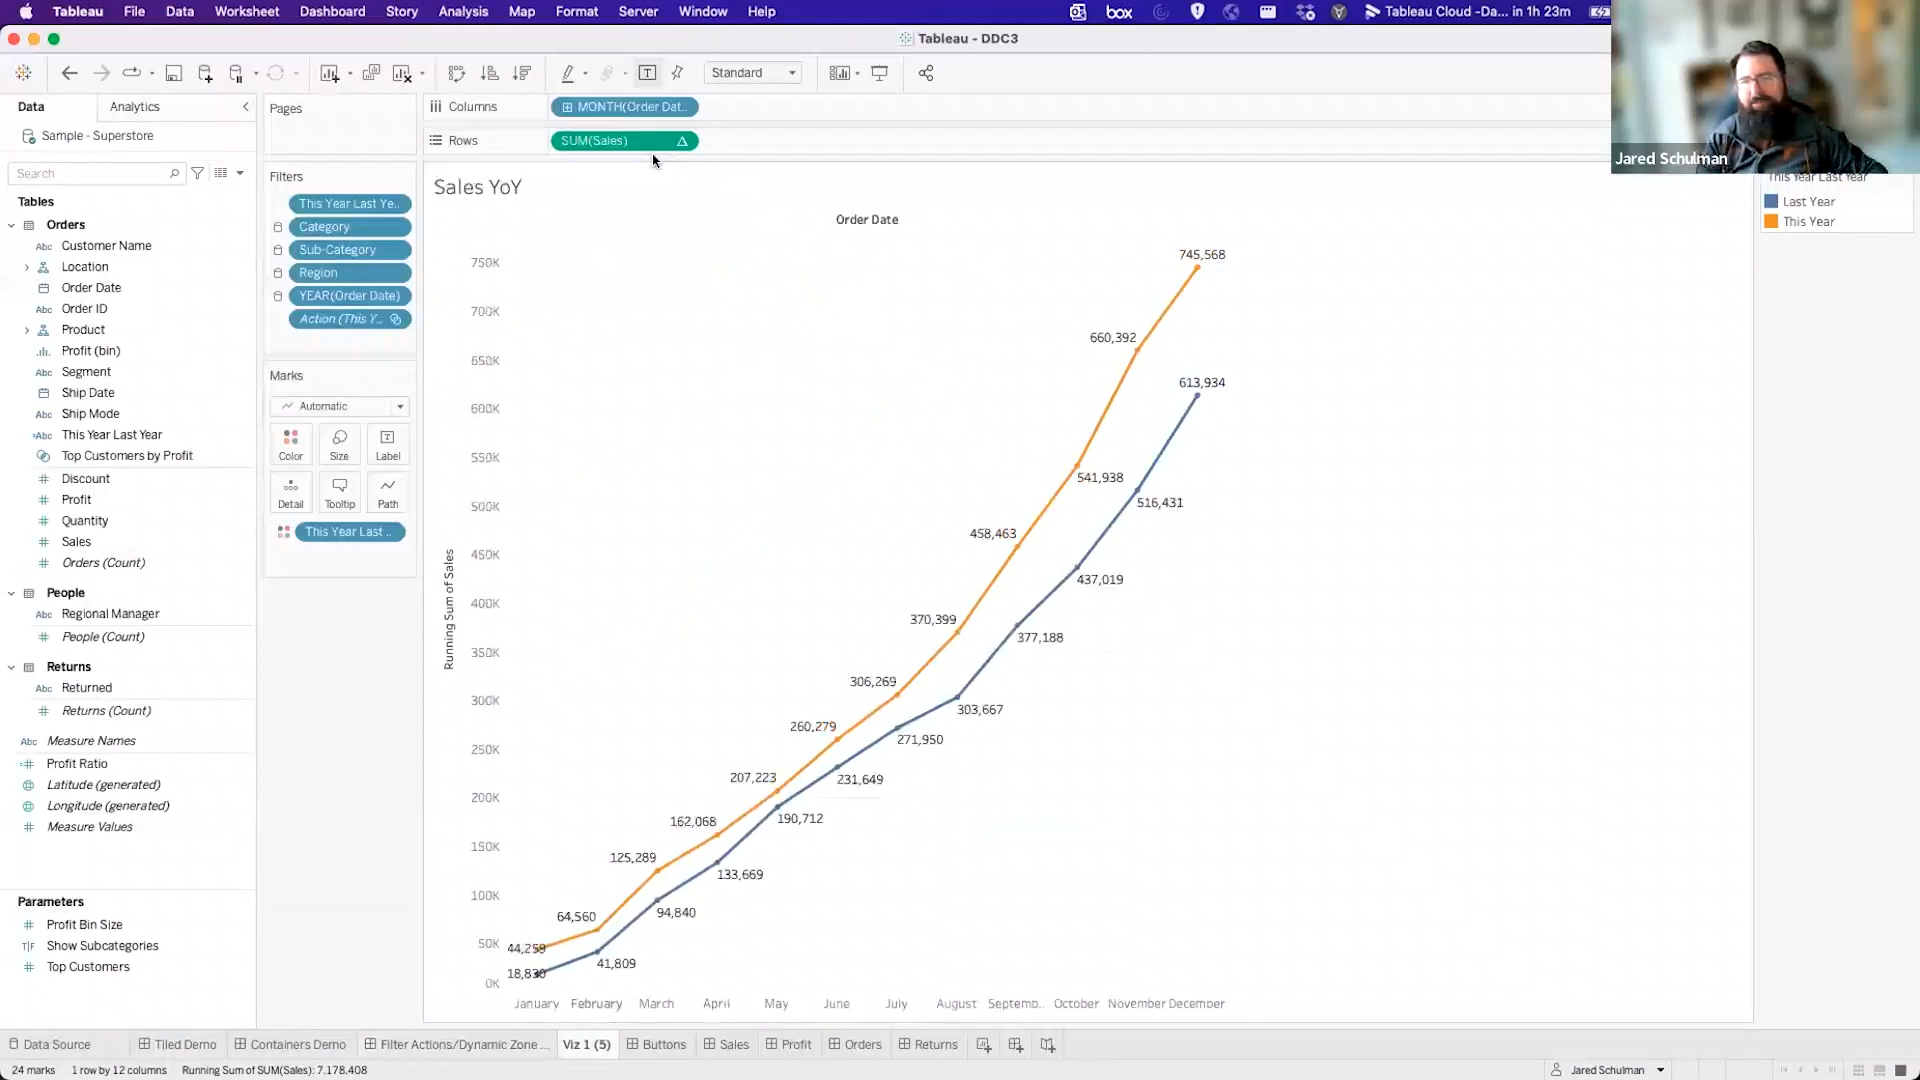 Tableau File Data Worksheet Dashboard Story Analysis Map Format Server Window Help
box
Tableau Cloud -Da... in 1h 23m
Tableau - DDC3
Standard
Data Analytics
Sample - Superstore
Search
Tables
Orders
Abc Customer Name
Location
Order Date
Abc Order ID
Product
Profit (bin)
Abc Segment
Ship Date
Abc Ship Mode
=Abc This Year Last Year
Top Customers by Profit
# Discount
# Profit
# Quantity
# Sales
# Orders (Count)
People
Abc Regional Manager
# People (Count)
Returns
Abc Returned
# Returns (Count)
Abc Measure Names
=# Profit Ratio
Latitude (generated)
Longitude (generated)
# Measure Values
Parameters
# Profit Bin Size
T|F Show Subcategories
# Top Customers
Pages
Filters
This Year Last Ye..
Category
Sub-Category
Region
YEAR(Order Date)
Action (This Y..
Marks
Automatic
Color Size Label
Detail Tooltip Path
This Year Last ..
Columns MONTH(Order Dat..
Rows SUM(Sales)
Sales YoY
Order Date
Running Sum of Sales
750K
700K
650K
600K
550K
500K
450K
400K
350K
300K
250K
200K
150K
100K
50K
0K
745,568
660,392
613,934
541,938
516,431
458,463
437,019
370,399
377,188
306,269
303,667
260,279
271,950
207,223
231,649
162,068
190,712
125,289
133,669
64,560
94,840
44,259
41,809
18,830
January February March April May June July August Septemb.. October November December
Jared Schulman
This Year Last Year
Last Year
This Year
Data Source Tiled Demo Containers Demo Filter Actions/Dynamic Zone ... Viz 1 (5) Buttons Sales Profit Orders Returns
24 marks 1 row by 12 columns Running Sum of SUM(Sales): 7,178,408
Jared Schulman